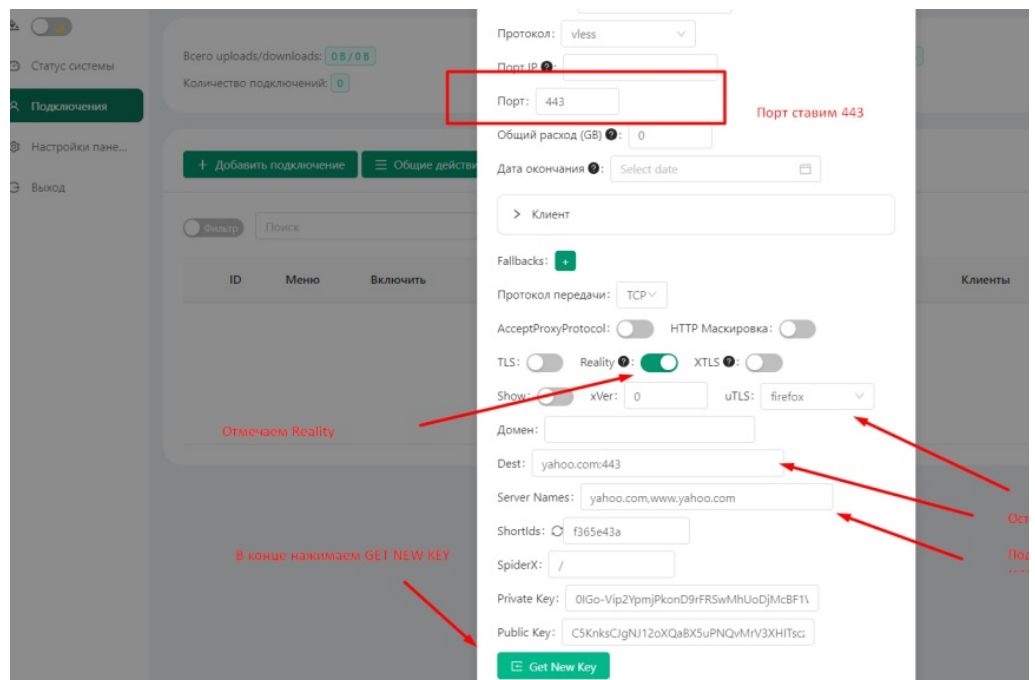 Протокол: vless
Всего uploads/downloads: 0 B / 0 B
Порт IP
Статус системы
Количество подключений: 0
Порт: 443
Подключения
Порт ставим 443
Общий расход (GB) : 0
Настройки пане...
Добавить подключение
Общие действи
Дата окончания : Select date
Выход
Клиент
Фильтр
Поиск
Fallbacks: +
ID Меню Включить Клиенты
Протокол передачи: TCP
AcceptProxyProtocol: HTTP Маскировка:
TLS: Reality : XTLS :
Show: xVer: 0 uTLS: firefox
Отмечаем Reality
Домен:
Dest: yahoo.com:443
Server Names: yahoo.com,www.yahoo.com
Ост
ShortIds: f365e43a
В конце нажимаем GET NEW KEY
Под
SpiderX: /
Private Key: 0IGo-Vip2YpmjPkonD9rFRSwMhUoDjMcBF1\
Public Key: C5KnksCJgNJ12oXQaBX5uPNQvMrV3XHITsc
Get New Key